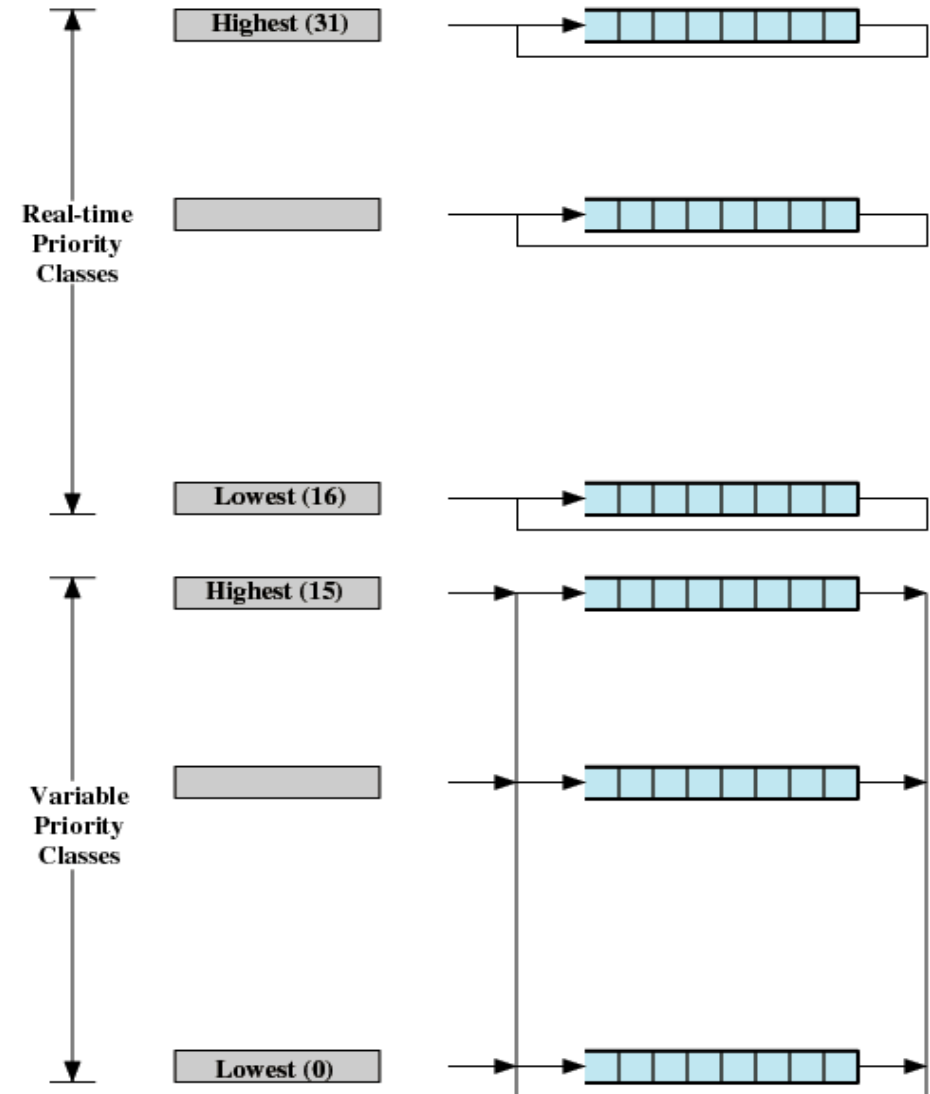 Highest (31)
Real-time
Priority
Classes
Lowest (16)
Highest (15)
Variable
Priority
Classes
Lowest (0)